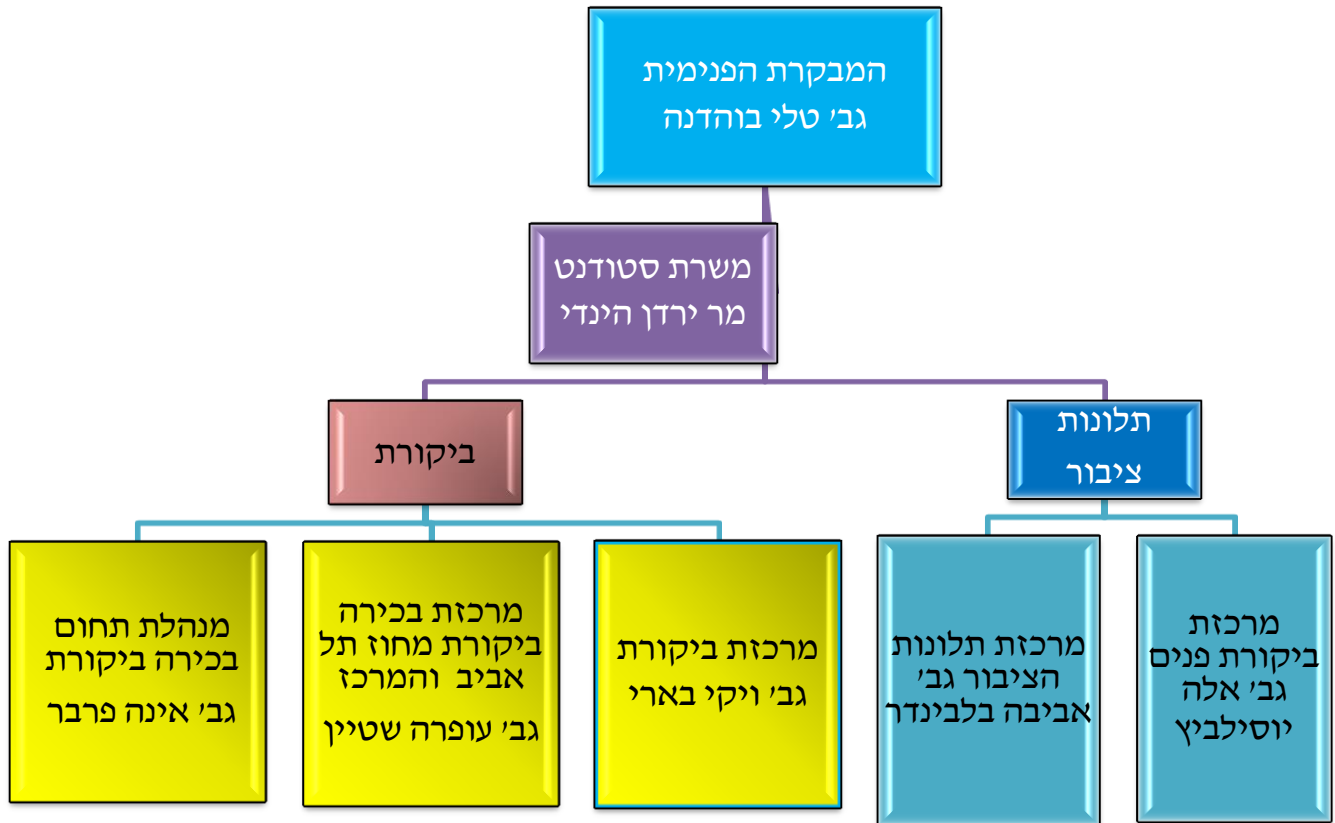 המבקרת הפנימית
גב' טלי בוהדנה
משרת סטודנט
מר ירדן הינדי
תלונות
ציבור
ביקורת
מרכזת
ביקורת פנים
גב' אלה
יוסילביץ
מרכזת תלונות
הציבור גב'
אביבה בלבינדר
מרכזת ביקורת
גב' ויקי בארי
מרכזת בכירה
ביקורת מחוז תל
אביב והמרכז
גב' עופרה שטיין
מנהלת תחום
בכירה ביקורת
גב' אינה פרבר